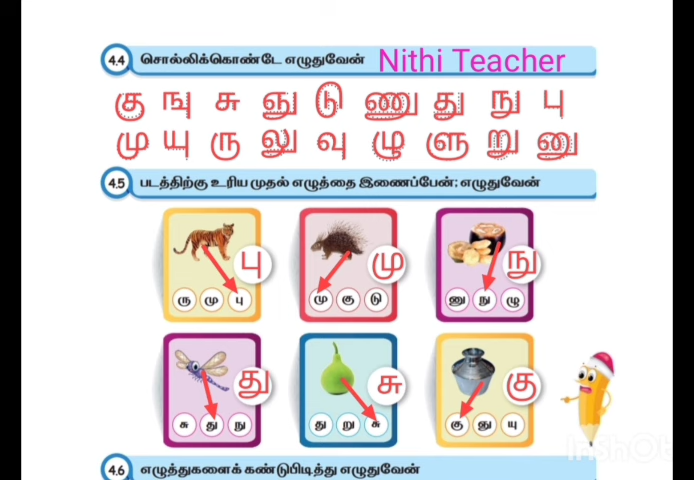 4.4 சொல்லிக்கொண்டே எழுதுவேன் Nithi Teacher
கு ஙு சு ஞு டு ணு து நு பு
மு யு ரு லு வு ழு ளு று னு
4.5 படத்திற்கு உரிய முதல் எழுத்தை இணைப்பேன்; எழுதுவேன்
பு மு நு
ரு மு பு மு கு டு னு நு ழு
து சு கு
சு து நு து று சு கு லு யு
4.6 எழுத்துகளைக் கண்டுபிடித்து எழுதுவேன்
InShOt